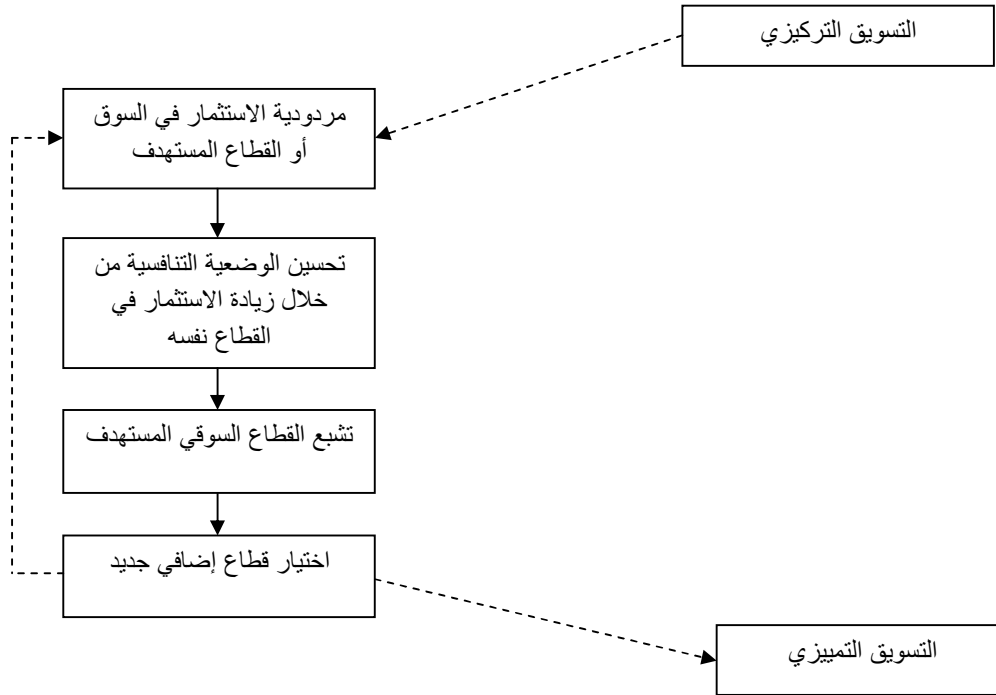 التسويق التركيزي
مردودية الاستثمار في السوق
أو القطاع المستهدف
تحسين الوضعية التنافسية من
خلال زيادة الاستثمار في
القطاع نفسه
تشبع القطاع السوقي المستهدف
اختيار قطاع إضافي جديد
التسويق التمييزي